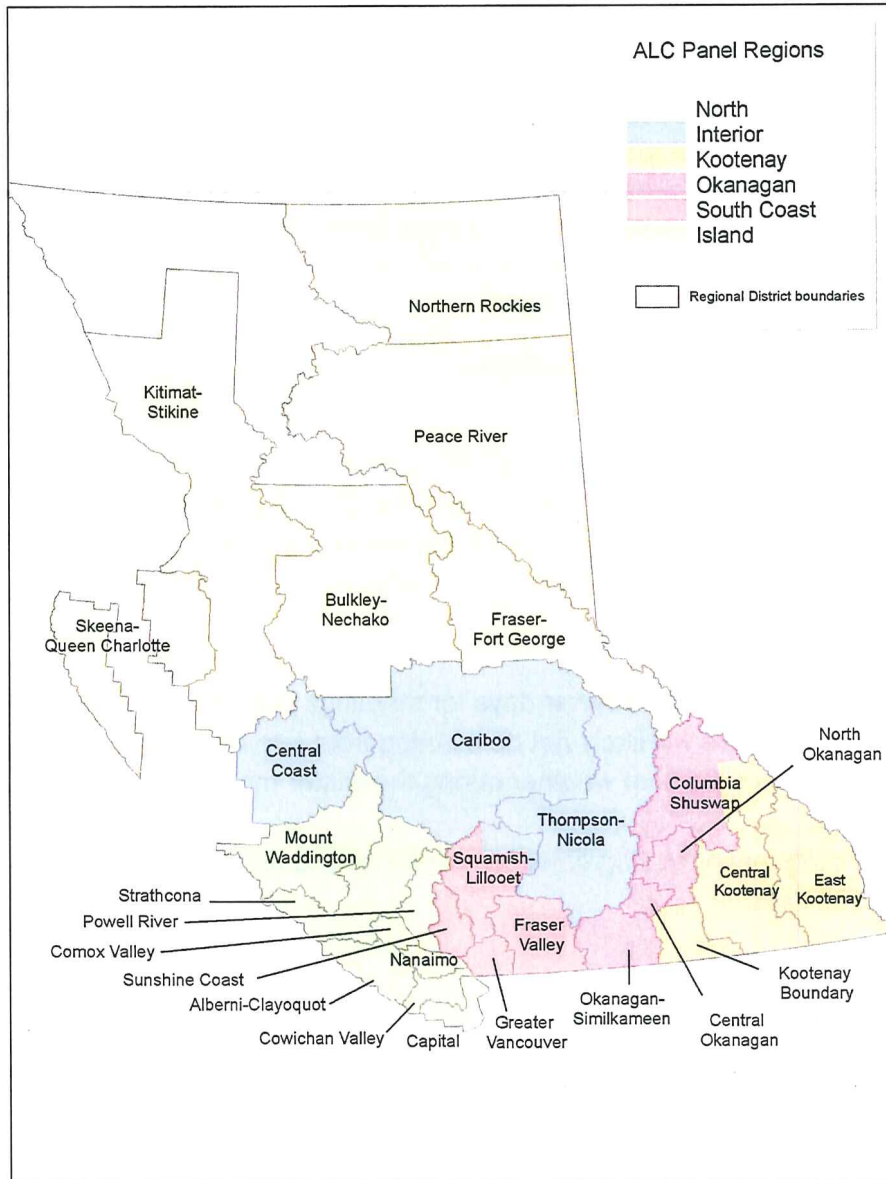 ALC Panel Regions
North
Interior
Kootenay
Okanagan
South Coast
Island
Regional District boundaries
Northern Rockies
Kitimat-
Stikine
Peace River
Bulkley-
Nechako
Skeena-
Queen Charlotte
Fraser-
Fort George
Cariboo
Central
Coast
North
Okanagan
Columbia
Shuswap
Thompson-
Nicola
Mount
Waddington
Squamish-
Lillooet
Central
Kootenay
East
Kootenay
Strathcona
Powell River
Fraser
Valley
Comox Valley
Nanaimo
Sunshine Coast
Kootenay
Boundary
Alberni-Clayoquot
Okanagan-
Similkameen
Cowichan Valley
Capital
Greater
Vancouver
Central
Okanagan